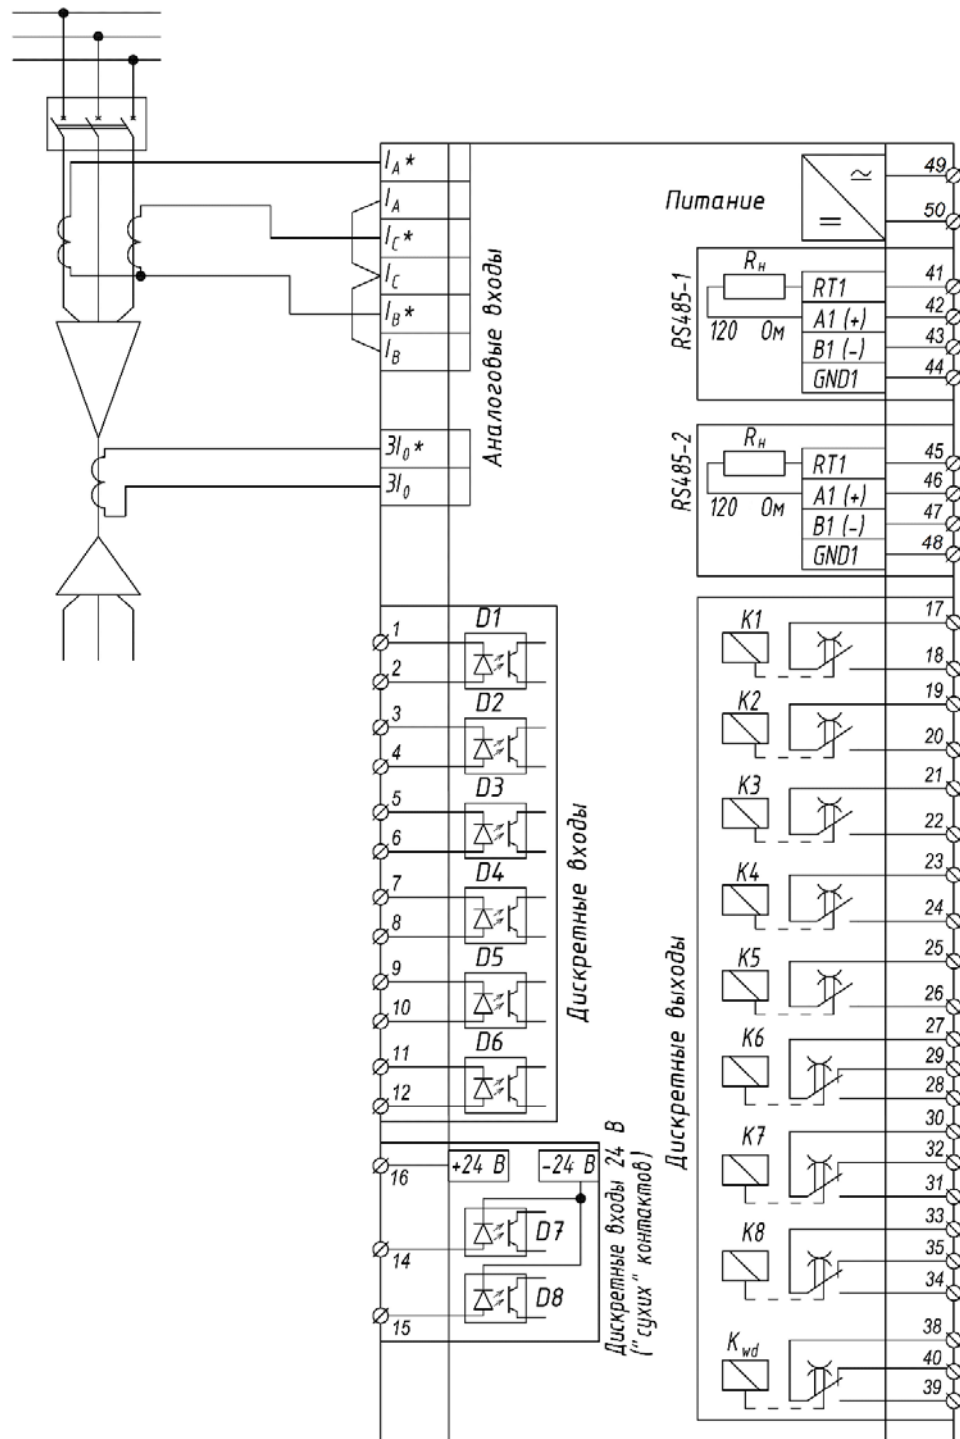 I_A*
I_A
I_C*
I_C
I_B*
I_B
3I_0*
3I_0
Аналоговые входы
1
D1
2
D2
3
4
D3
5
6
D4
7
8
D5
9
10
D6
11
12
Дискретные входы
16
+24 В
-24 В
14
D7
15
D8
Дискретные входы 24 В
("сухих" контактов)
Питание
49
50
RS485-1
R_н
120 Ом
RT1
41
A1 (+)
42
B1 (-)
43
GND1
44
RS485-2
R_н
120 Ом
RT1
45
A1 (+)
46
B1 (-)
47
GND1
48
Дискретные выходы
K1
17
18
K2
19
20
K3
21
22
K4
23
24
K5
25
26
K6
27
29
28
K7
30
32
31
K8
33
35
34
K_wd
38
40
39